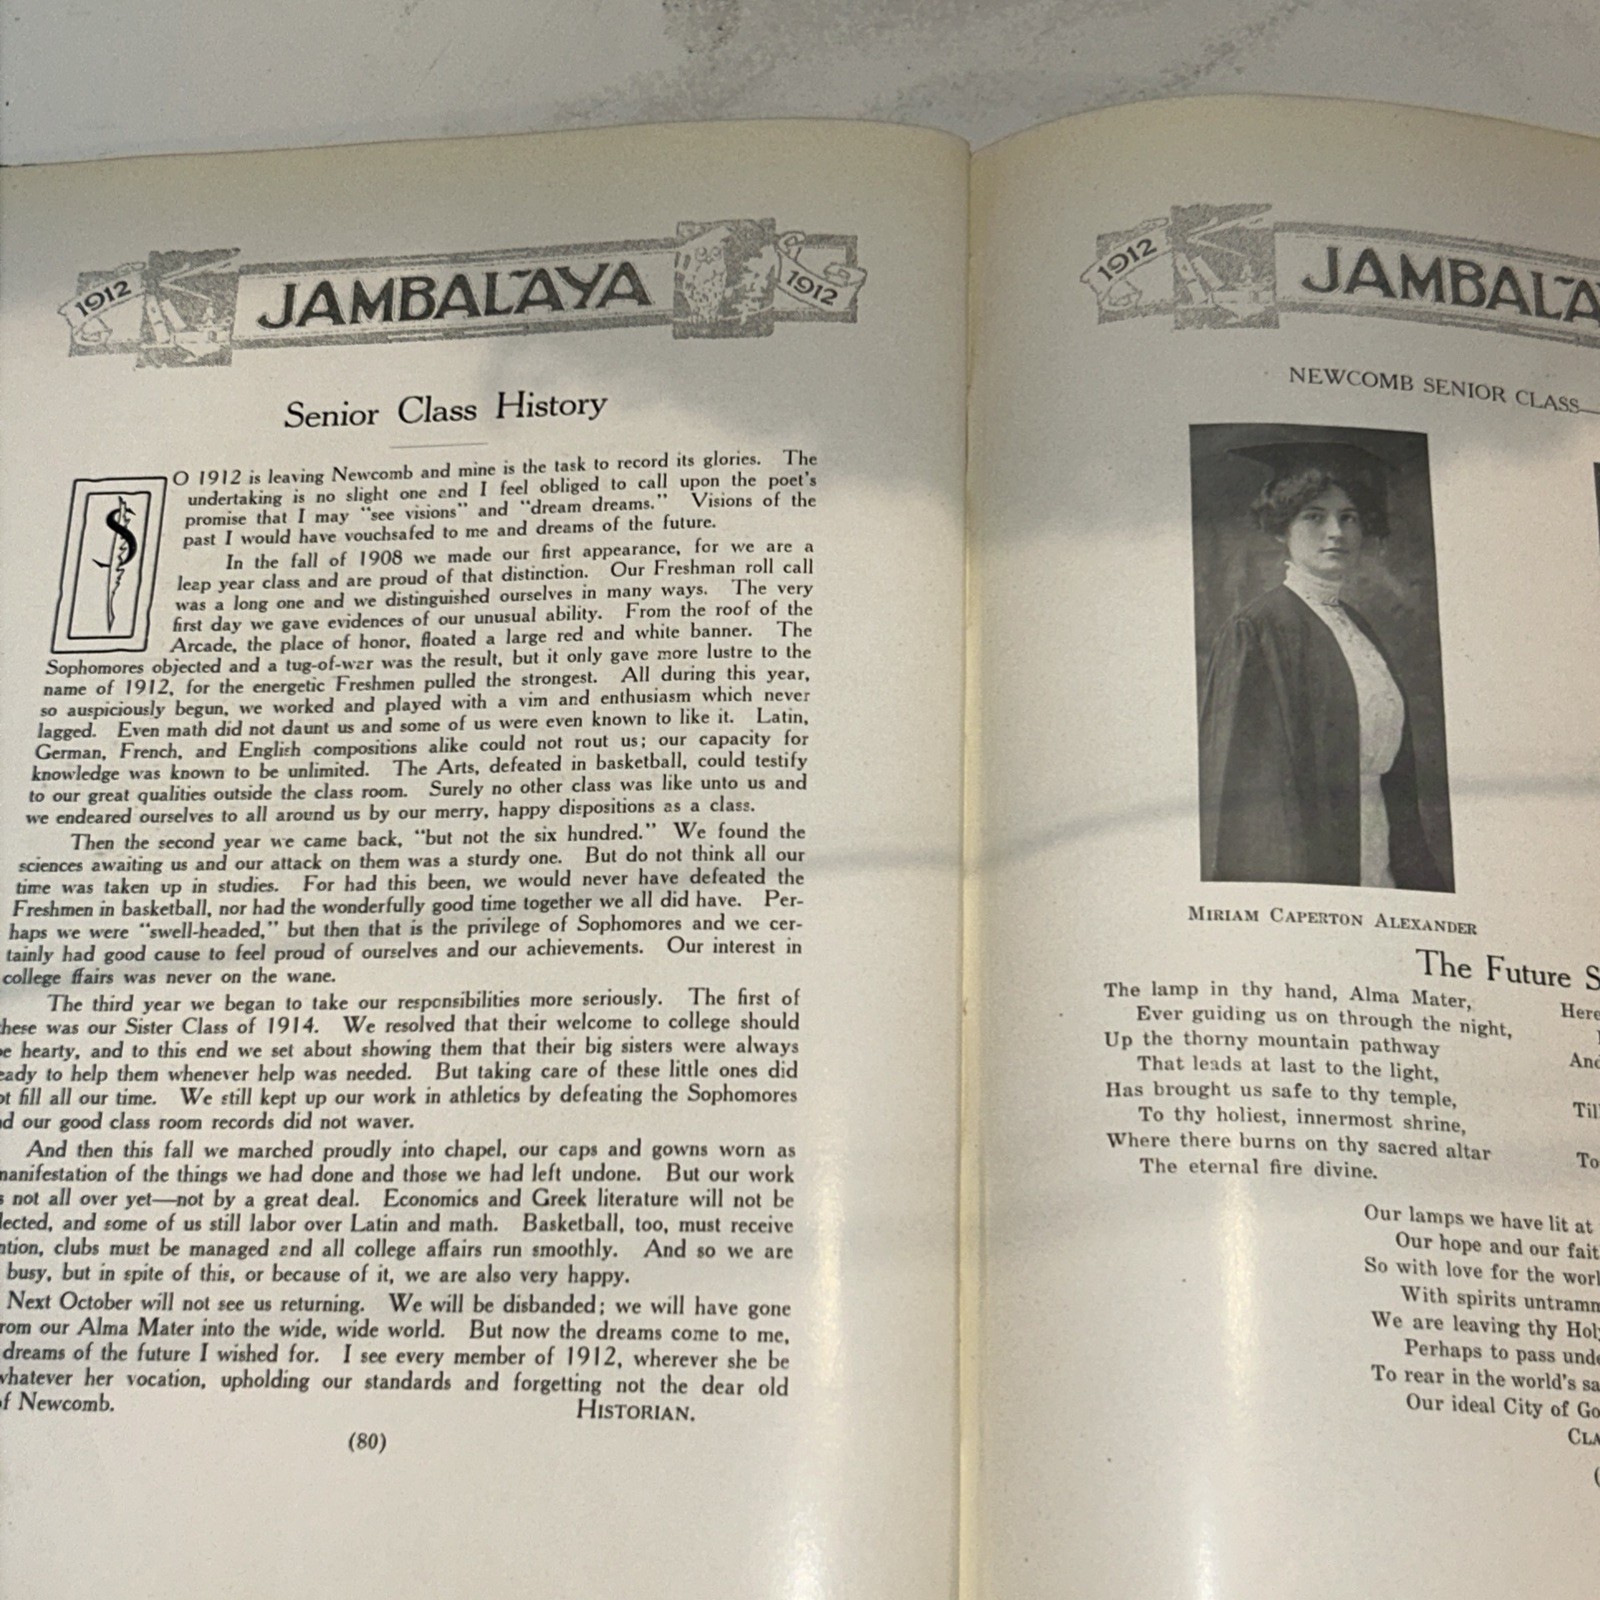 1912 JAMBALAYA 1912
Senior Class History
SO 1912 is leaving Newcomb and mine is the task to record its glories. The
undertaking is no slight one and I feel obliged to call upon the poet's
promise that I may "see visions" and "dream dreams." Visions of the
past I would have vouchsafed to me and dreams of the future.
In the fall of 1908 we made our first appearance, for we are a
leap year class and are proud of that distinction. Our Freshman roll call
was a long one and we distinguished ourselves in many ways. The very
first day we gave evidences of our unusual ability. From the roof of the
Arcade, the place of honor, floated a large red and white banner. The
Sophomores objected and a tug-of-war was the result, but it only gave more lustre to the
name of 1912, for the energetic Freshmen pulled the strongest. All during this year,
so auspiciously begun, we worked and played with a vim and enthusiasm which never
lagged. Even math did not daunt us and some of us were even known to like it. Latin,
German, French, and English compositions alike could not rout us; our capacity for
knowledge was known to be unlimited. The Arts, defeated in basketball, could testify
to our great qualities outside the class room. Surely no other class was like unto us and
we endeared ourselves to all around us by our merry, happy dispositions as a class.
Then the second year we came back, "but not the six hundred." We found the
sciences awaiting us and our attack on them was a sturdy one. But do not think all our
time was taken up in studies. For had this been, we would never have defeated the
Freshmen in basketball, nor had the wonderfully good time together we all did have. Per-
haps we were "swell-headed," but then that is the privilege of Sophomores and we cer-
tainly had good cause to feel proud of ourselves and our achievements. Our interest in
college ffairs was never on the wane.
The third year we began to take our responsibilities more seriously. The first of
hese was our Sister Class of 1914. We resolved that their welcome to college should
e hearty, and to this end we set about showing them that their big sisters were always
eady to help them whenever help was needed. But taking care of these little ones did
ot fill all our time. We still kept up our work in athletics by defeating the Sophomores
d our good class room records did not waver.
And then this fall we marched proudly into chapel, our caps and gowns worn as
manifestation of the things we had done and those we had left undone. But our work
s not all over yet—not by a great deal. Economics and Greek literature will not be
lected, and some of us still labor over Latin and math. Basketball, too, must receive
ntion, clubs must be managed and all college affairs run smoothly. And so we are
busy, but in spite of this, or because of it, we are also very happy.
Next October will not see us returning. We will be disbanded; we will have gone
rom our Alma Mater into the wide, wide world. But now the dreams come to me,
dreams of the future I wished for. I see every member of 1912, wherever she be
whatever her vocation, upholding our standards and forgetting not the dear old
f Newcomb. HISTORIAN.
(80)
1912 JAMBALA
NEWCOMB SENIOR CLASS—
MIRIAM CAPERTON ALEXANDER
The Future S
The lamp in thy hand, Alma Mater,
Ever guiding us on through the night,
Up the thorny mountain pathway
That leads at last to the light,
Has brought us safe to thy temple,
To thy holiest, innermost shrine,
Where there burns on thy sacred altar
The eternal fire divine.
Here
And
Til
To
Our lamps we have lit at
Our hope and our fait
So with love for the worl
With spirits untramm
We are leaving thy Hol
Perhaps to pass unde
To rear in the world's sa
Our ideal City of Go
CLA